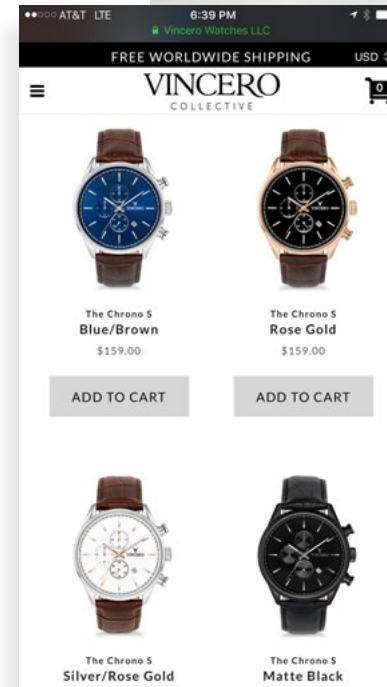 AT&T LTE 6:39 PM
Vincero Watches LLC
FREE WORLDWIDE SHIPPING USD
VINCERO
COLLECTIVE
0
The Chrono S
Blue/Brown
$159.00
ADD TO CART
The Chrono S
Rose Gold
$159.00
ADD TO CART
The Chrono S
Silver/Rose Gold
The Chrono S
Matte Black